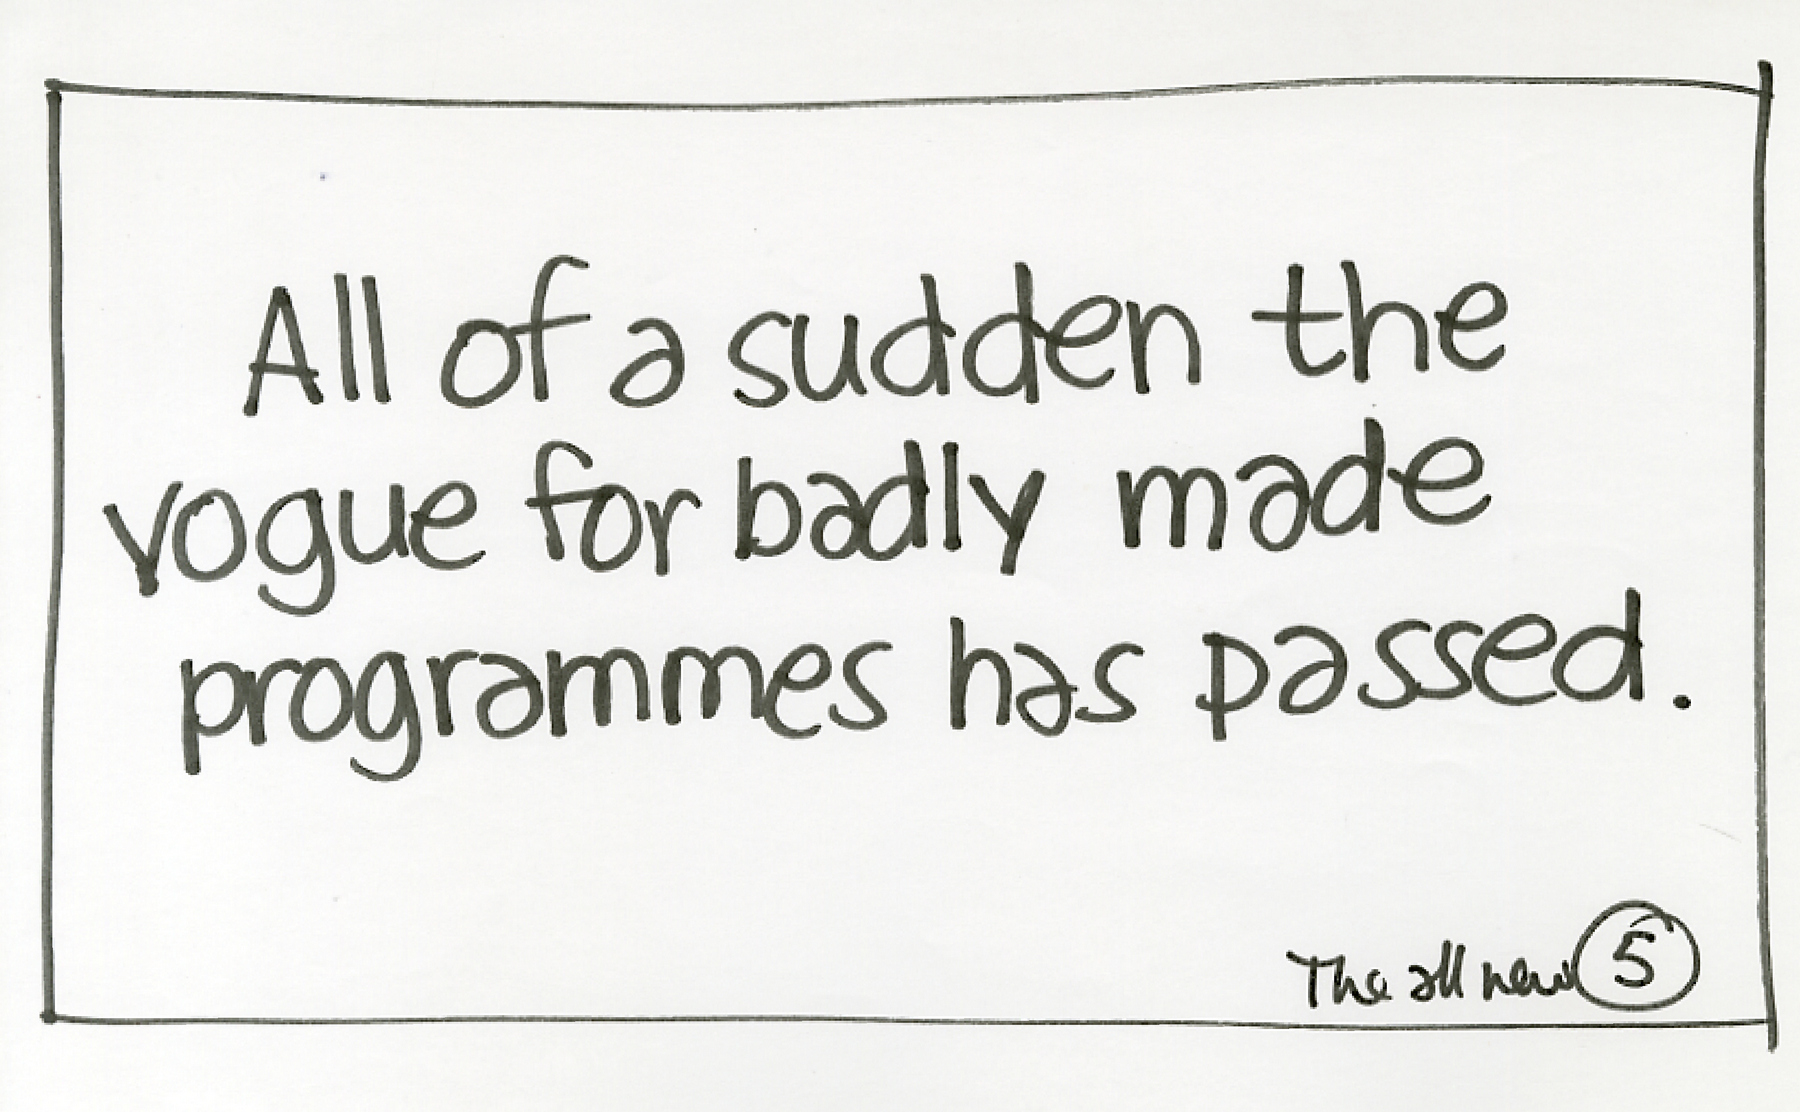 All of a sudden the
vogue for badly made
programmes has passed.
The all new 5